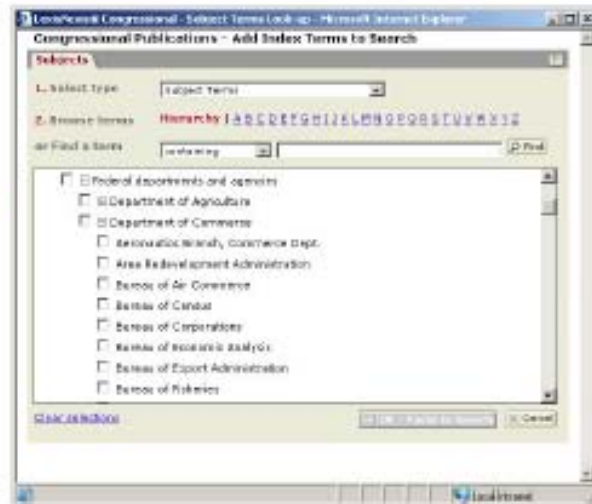 LexisNexis® Congressional - Subject Terms Look-up - Microsoft Internet Explorer
Congressional Publications - Add Index Terms to Search
Subjects
1. Select type Subject Terms
2. Browse terms Hierarchy | A B C D E F G H I J K L M N O P Q R S T U V W X Y Z
or Find a term containing Find
Federal departments and agencies
Department of Agriculture
Department of Commerce
Aeronautics Branch, Commerce Dept.
Area Redevelopment Administration
Bureau of Air Commerce
Bureau of Census
Bureau of Corporations
Bureau of Economic Analysis
Bureau of Export Administration
Bureau of Fisheries
Clear selections Cancel
Local intranet